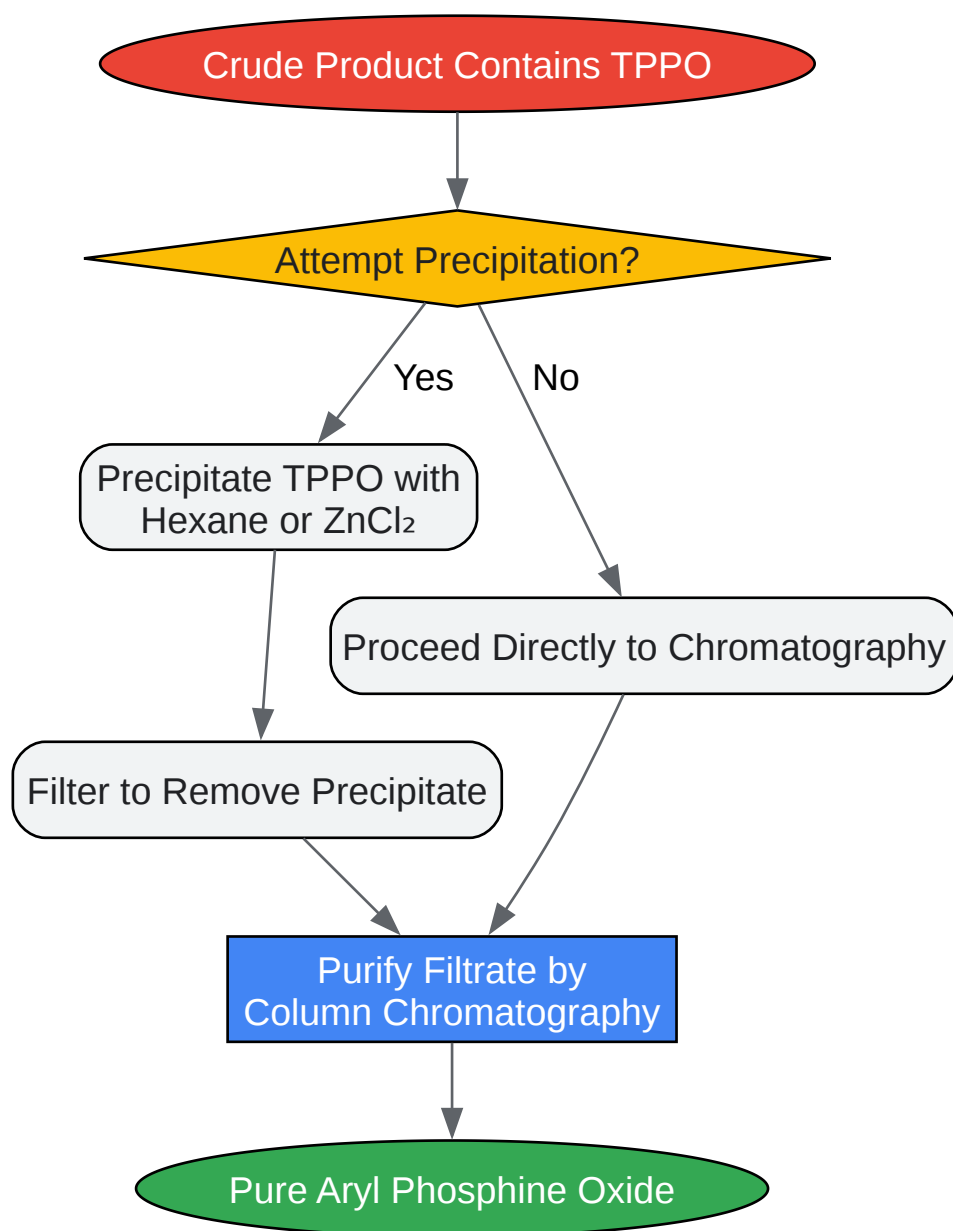 Crude Product Contains TPPO
Attempt Precipitation?
Yes
No
Precipitate TPPO with
Hexane or ZnCl₂
Proceed Directly to Chromatography
Filter to Remove Precipitate
Purify Filtrate by
Column Chromatography
Pure Aryl Phosphine Oxide